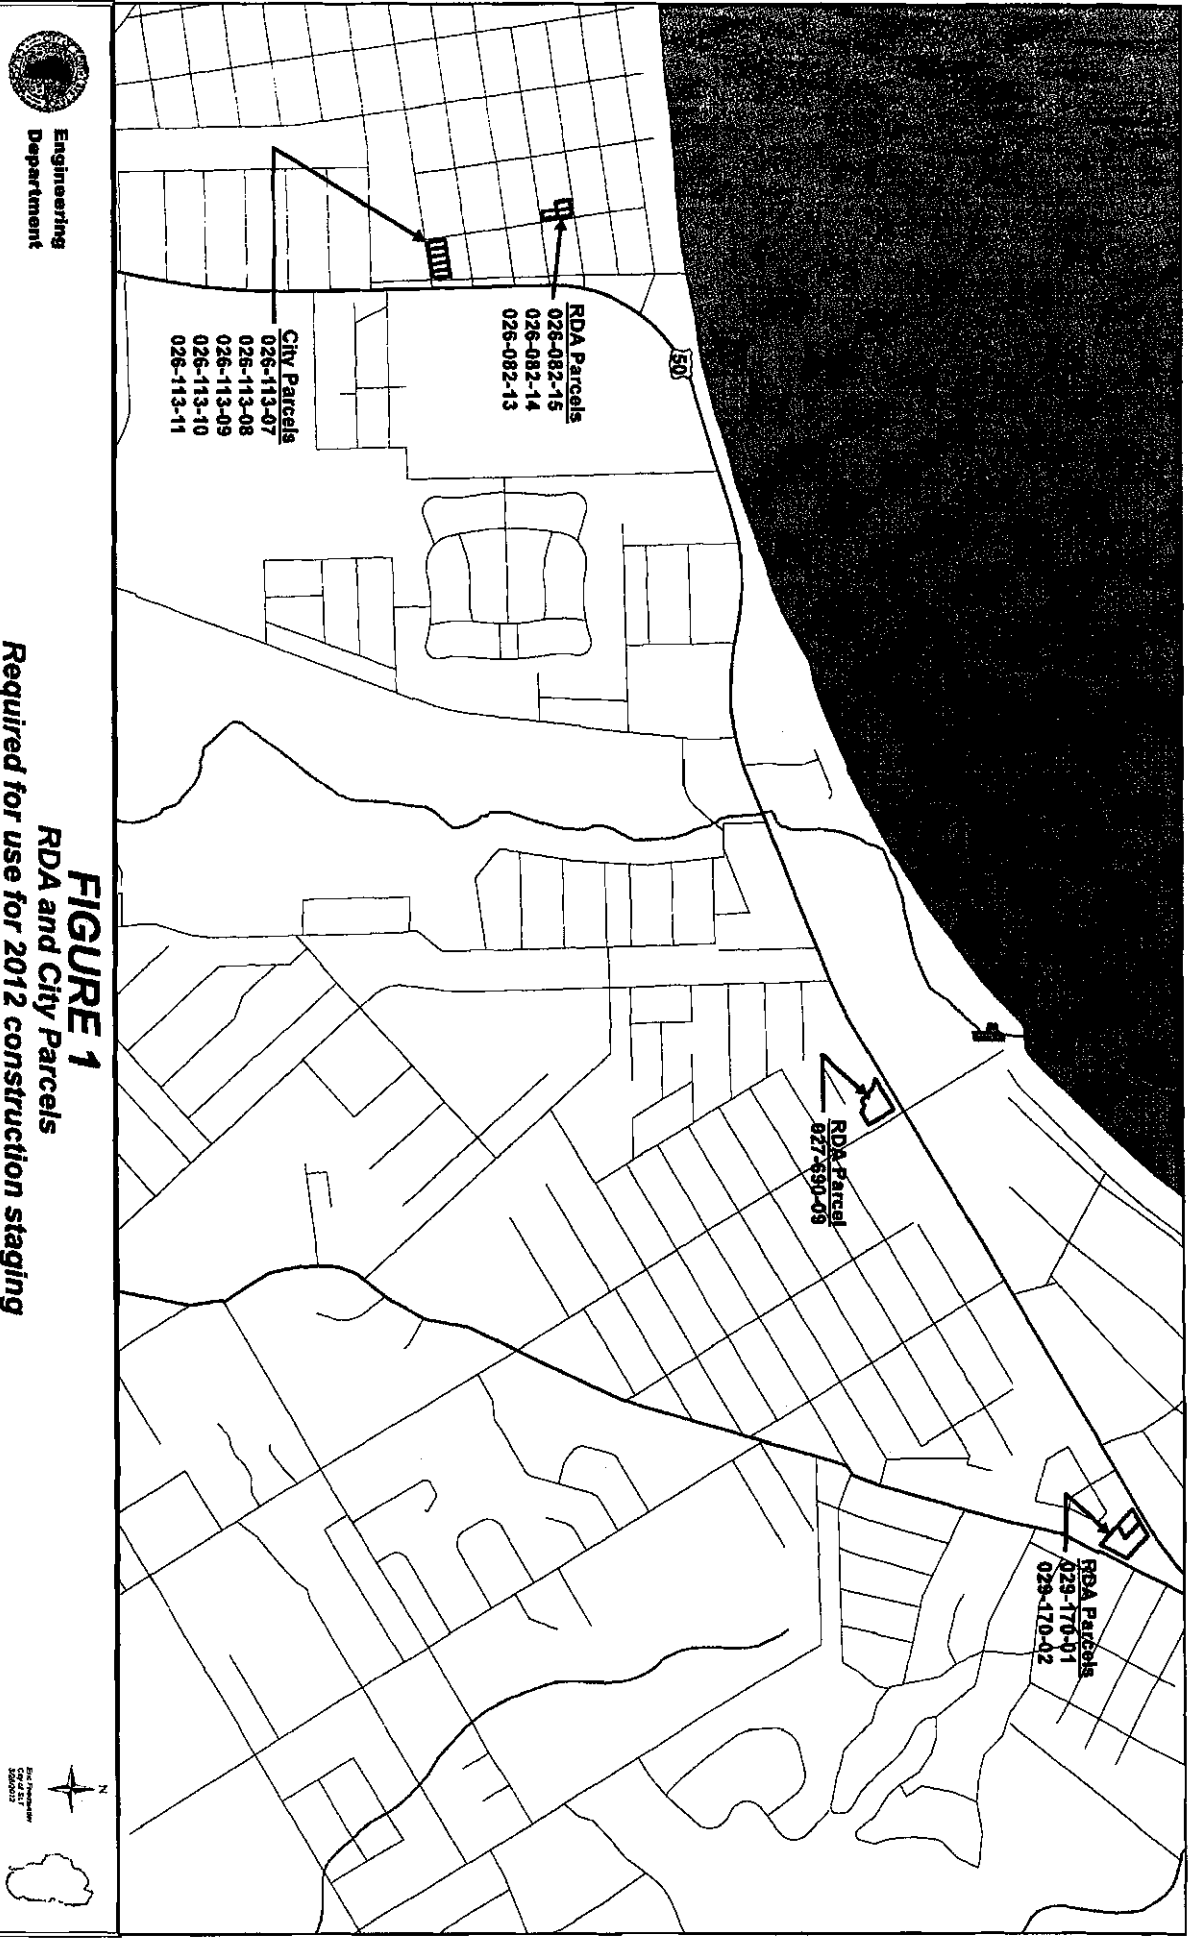 50
RDA Parcels
026-082-15
026-082-14
026-082-13
City Parcels
026-113-07
026-113-08
026-113-09
026-113-10
026-113-11
RDA Parcel
027-690-09
RDA Parcels
029-170-01
029-170-02
Engineering
Department
FIGURE 1
RDA and City Parcels
Required for use for 2012 construction staging
N
City of SLT